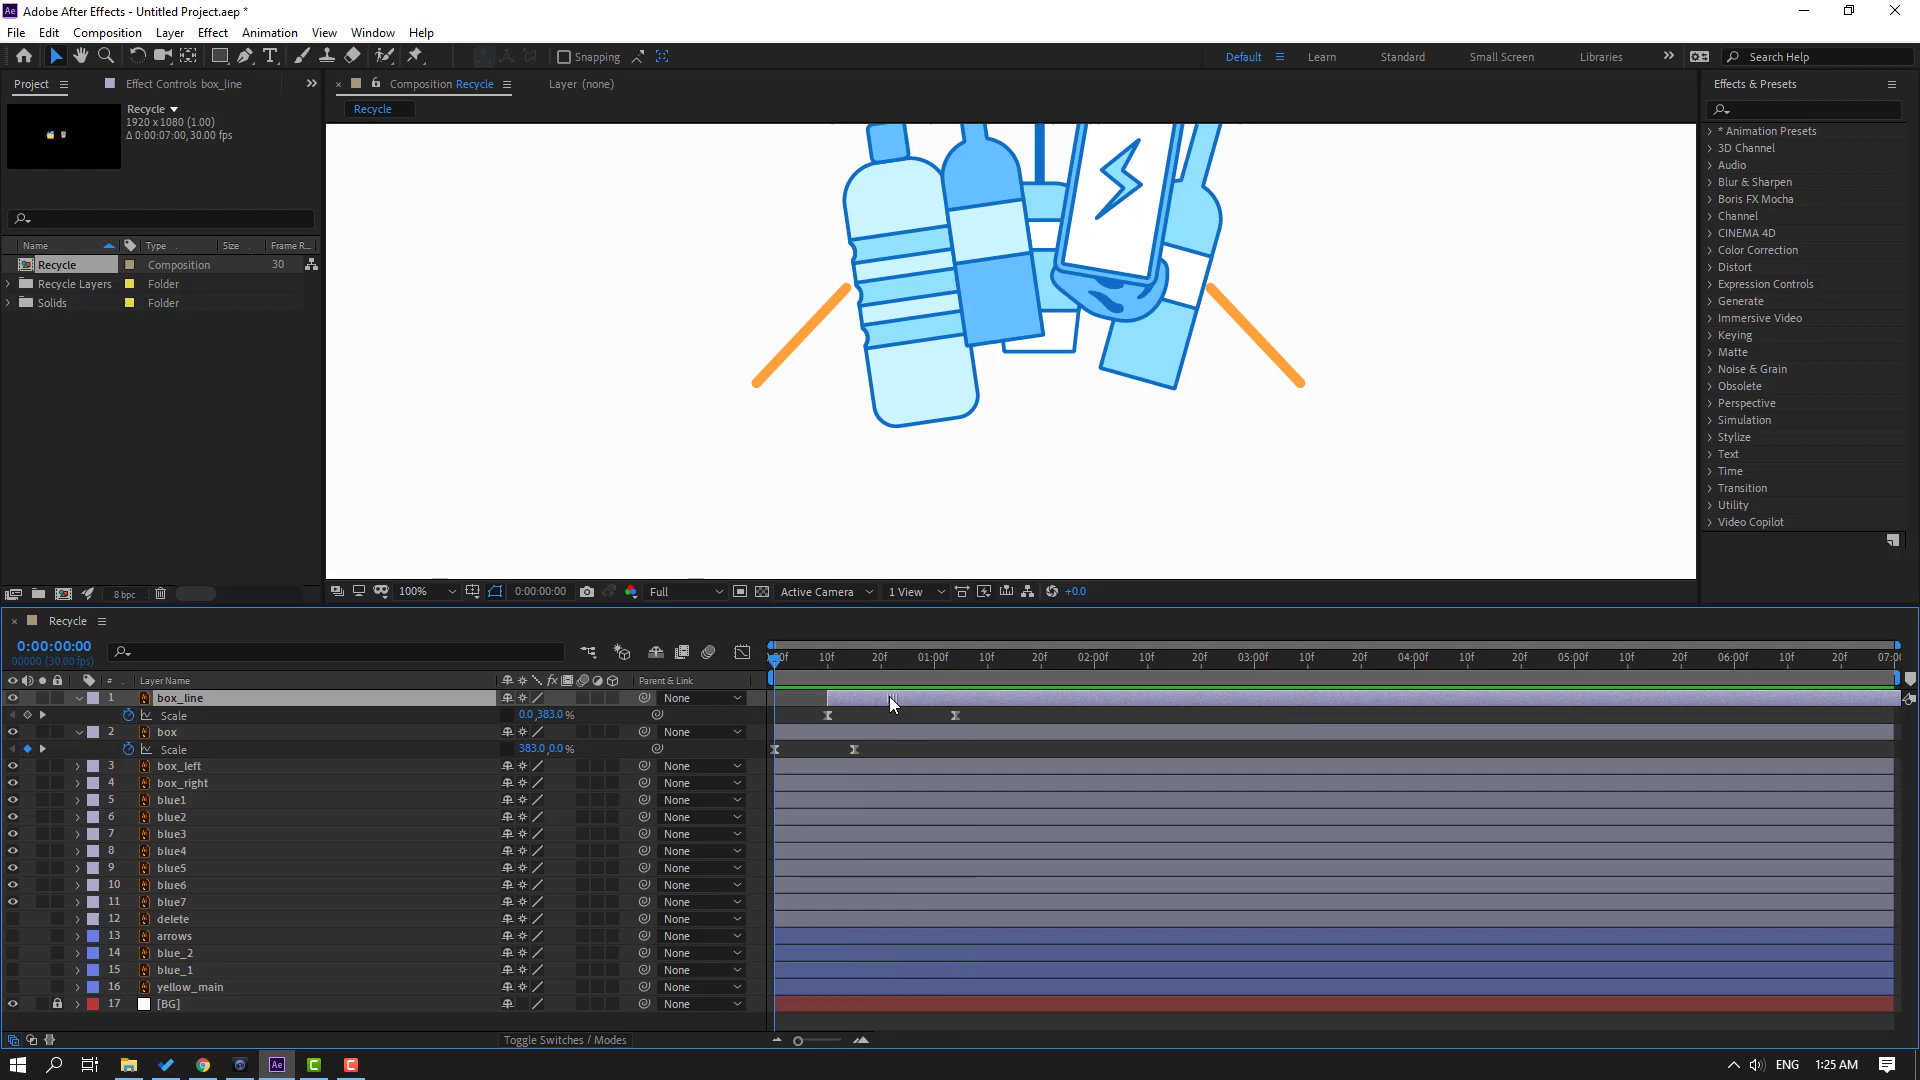 Adobe After Effects - Untitled Project.aep *
File Edit Composition Layer Effect Animation View Window Help
Snapping Default Learn Standard Small Screen Libraries Search Help
Project Effect Controls box_line Composition Recycle Layer (none) Effects & Presets
Recycle
1920 x 1080 (1.00)
Δ 0:00:07:00, 30.00 fps
Recycle
Name Type Size Frame R...
Recycle Composition 30
Recycle Layers Folder
Solids Folder
* Animation Presets
3D Channel
Audio
Blur & Sharpen
Boris FX Mocha
Channel
CINEMA 4D
Color Correction
Distort
Expression Controls
Generate
Immersive Video
Keying
Matte
Noise & Grain
Obsolete
Perspective
Simulation
Stylize
Text
Time
Transition
Utility
Video Copilot
8 bpc 100% 0:00:00:00 Full Active Camera 1 View +0.0
Recycle
0:00:00:00
00000 (30.00 fps)
:00f 10f 20f 01:00f 10f 20f 02:00f 10f 20f 03:00f 10f 20f 04:00f 10f 20f 05:00f 10f 20f 06:00f 10f 20f 07:0
# Layer Name Parent & Link
1 box_line None
Scale 0.0,383.0 %
2 box None
Scale 383.0,0.0 %
3 box_left None
4 box_right None
5 blue1 None
6 blue2 None
7 blue3 None
8 blue4 None
9 blue5 None
10 blue6 None
11 blue7 None
12 delete None
13 arrows None
14 blue_2 None
15 blue_1 None
16 yellow_main None
17 [BG] None
Toggle Switches / Modes
ENG 1:25 AM